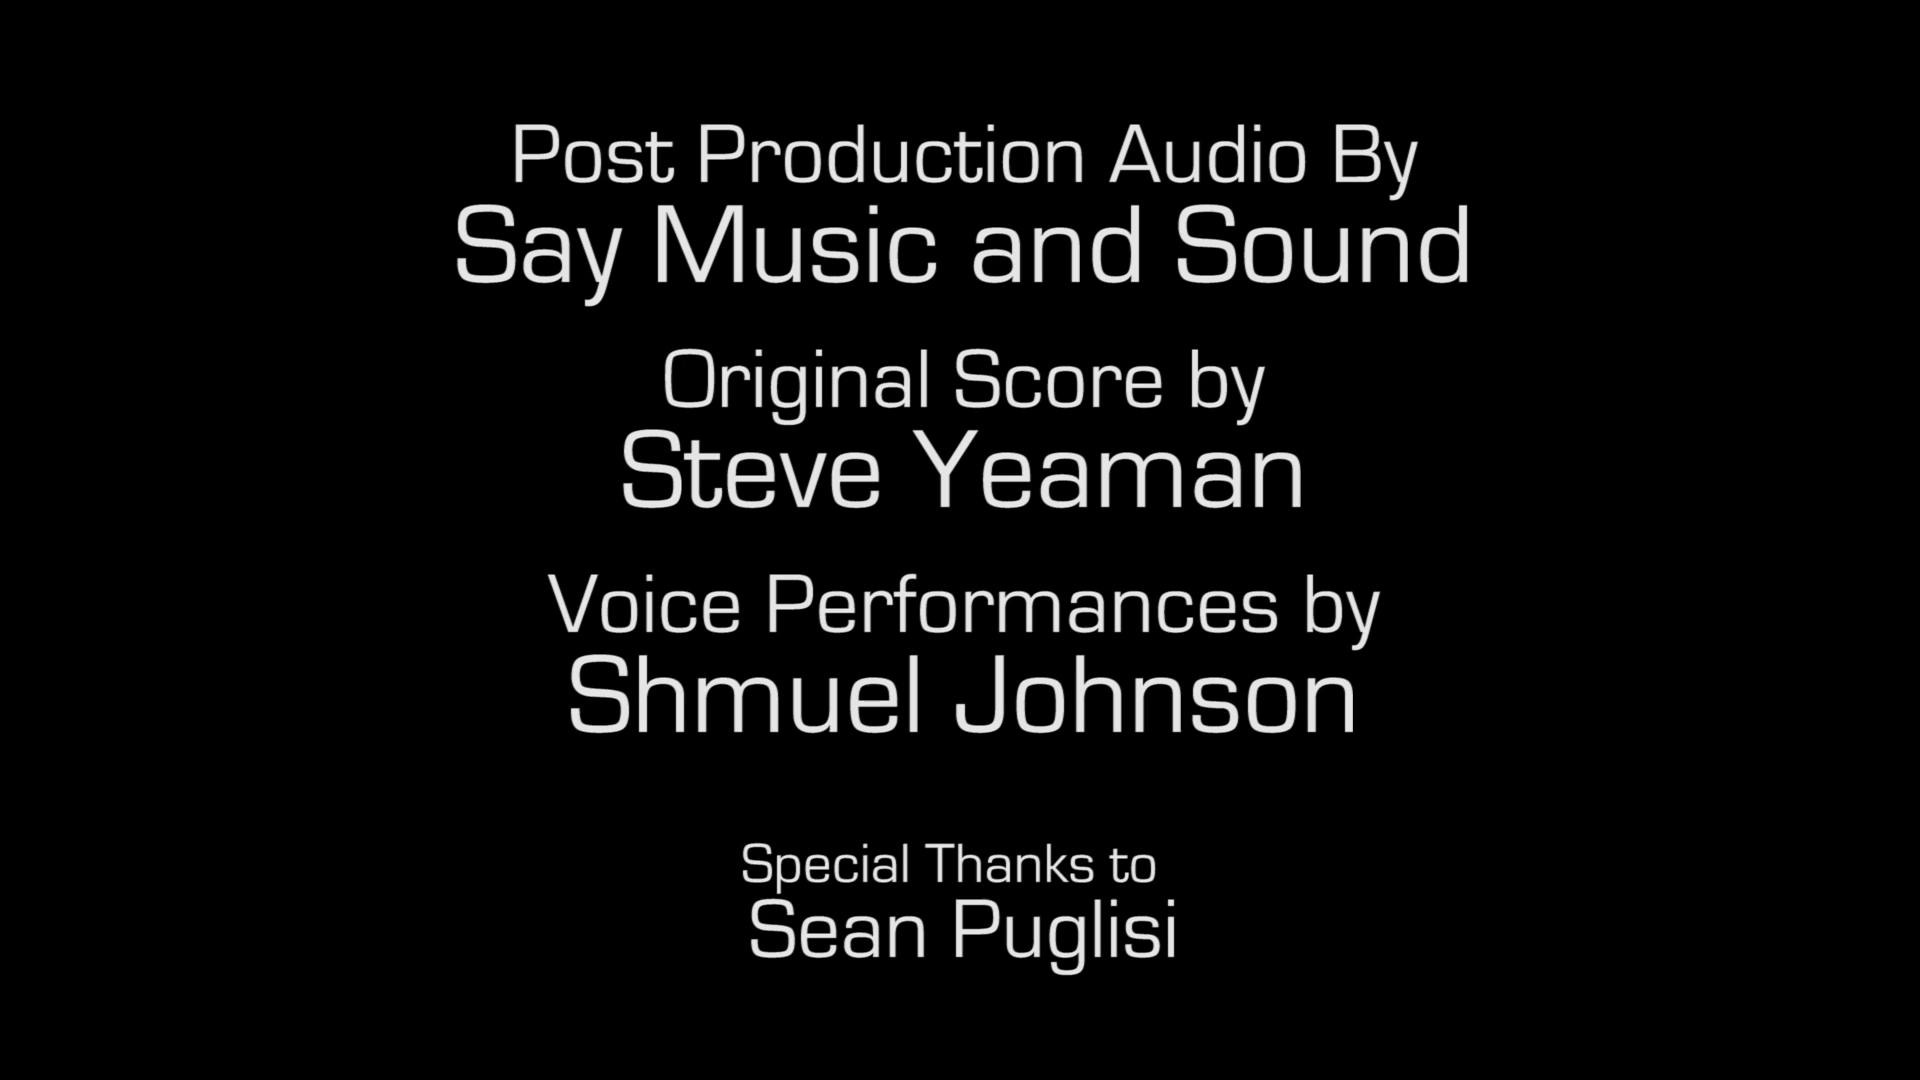 Post Production Audio By
Say Music and Sound
Original Score by
Steve Yeaman
Voice Performances by
Shmuel Johnson
Special Thanks to
Sean Puglisi